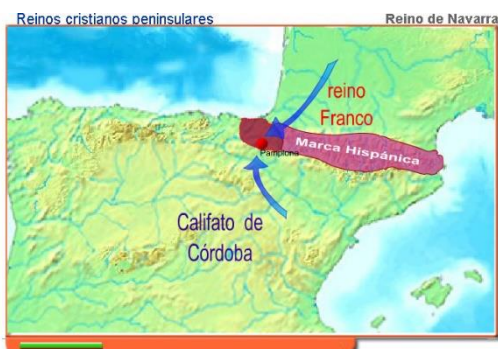 Reinos cristianos peninsulares
Reino de Navarra
reino
Franco
Marca Hispánica
Pamplona
Califato de
Córdoba